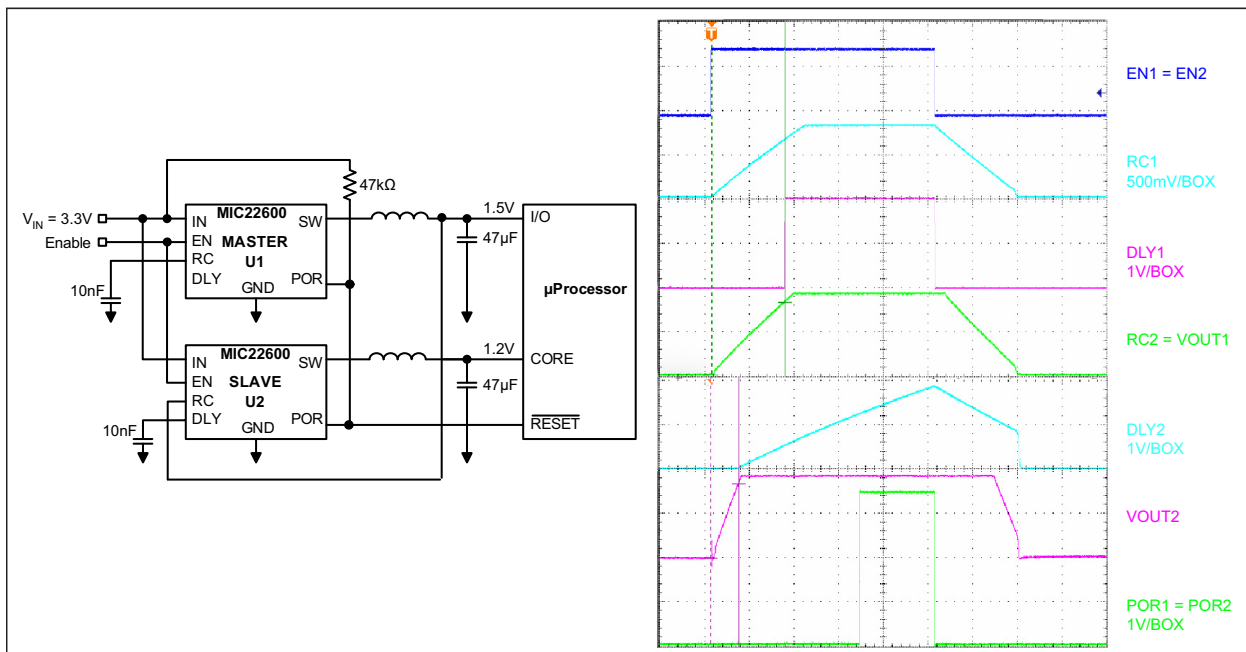 T
EN1 = EN2
RC1
500mV/BOX
DLY1
1V/BOX
RC2 = VOUT1
DLY2
1V/BOX
VOUT2
POR1 = POR2
1V/BOX
47kΩ
VIN = 3.3V
Enable
IN
EN
RC
DLY
MIC22600
MASTER
U1
GND
SW
POR
10nF
1.5V
47µF
I/O
µProcessor
IN
EN
RC
DLY
MIC22600
SLAVE
U2
GND
SW
POR
10nF
1.2V
47µF
CORE
RESET